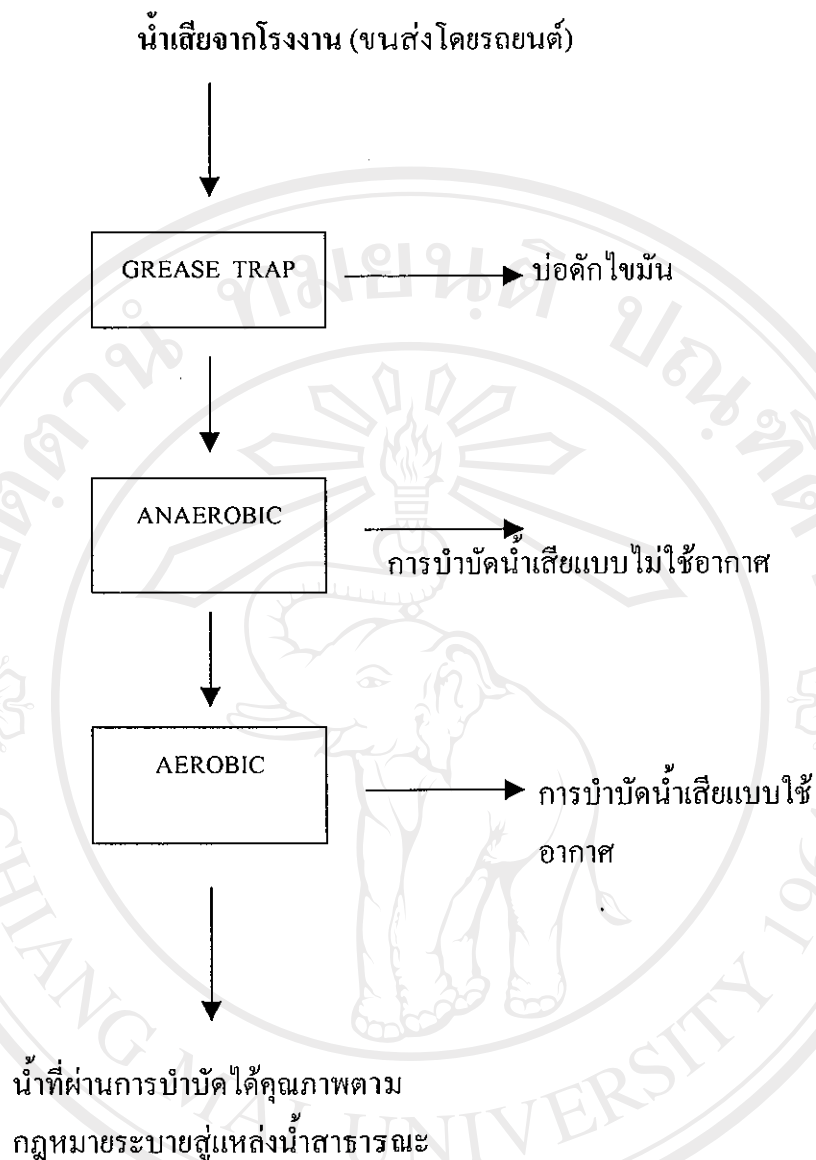 น้ำเสียจากโรงงาน (ขนส่งโดยรถยนต์)
GREASE TRAP
บ่อดักไขมัน
ANAEROBIC
การบำบัดน้ำเสียแบบไม่ใช้อากาศ
AEROBIC
การบำบัดน้ำเสียแบบใช้
อากาศ
น้ำที่ผ่านการบำบัดได้คุณภาพตาม
กฎหมายระบายสู่แหล่งน้ำสาธารณะ
CHIANG MAI UNIVERSITY 196